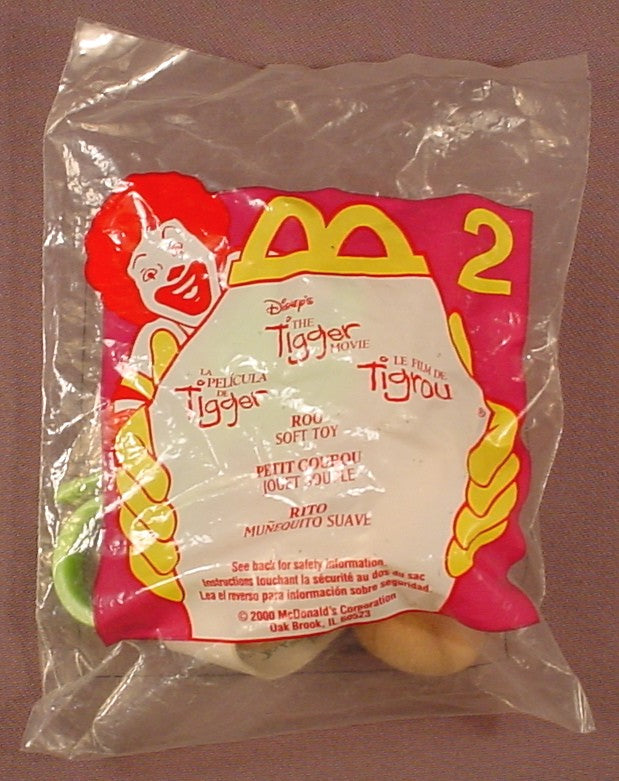 2
Disney's
THE
Tigger
MOVIE
LA
PELÍCULA
DE
Tigger
LE FILM DE
Tigrou
®
ROO
SOFT TOY
PETIT GOUROU
JOUET SOUPLE
RITO
MUÑEQUITO SUAVE
See back for safety information.
Instructions touchant la sécurité au dos du sac
Lea el reverso para información sobre seguridad.
© 2000 McDonald's Corporation
Oak Brook, IL 60523